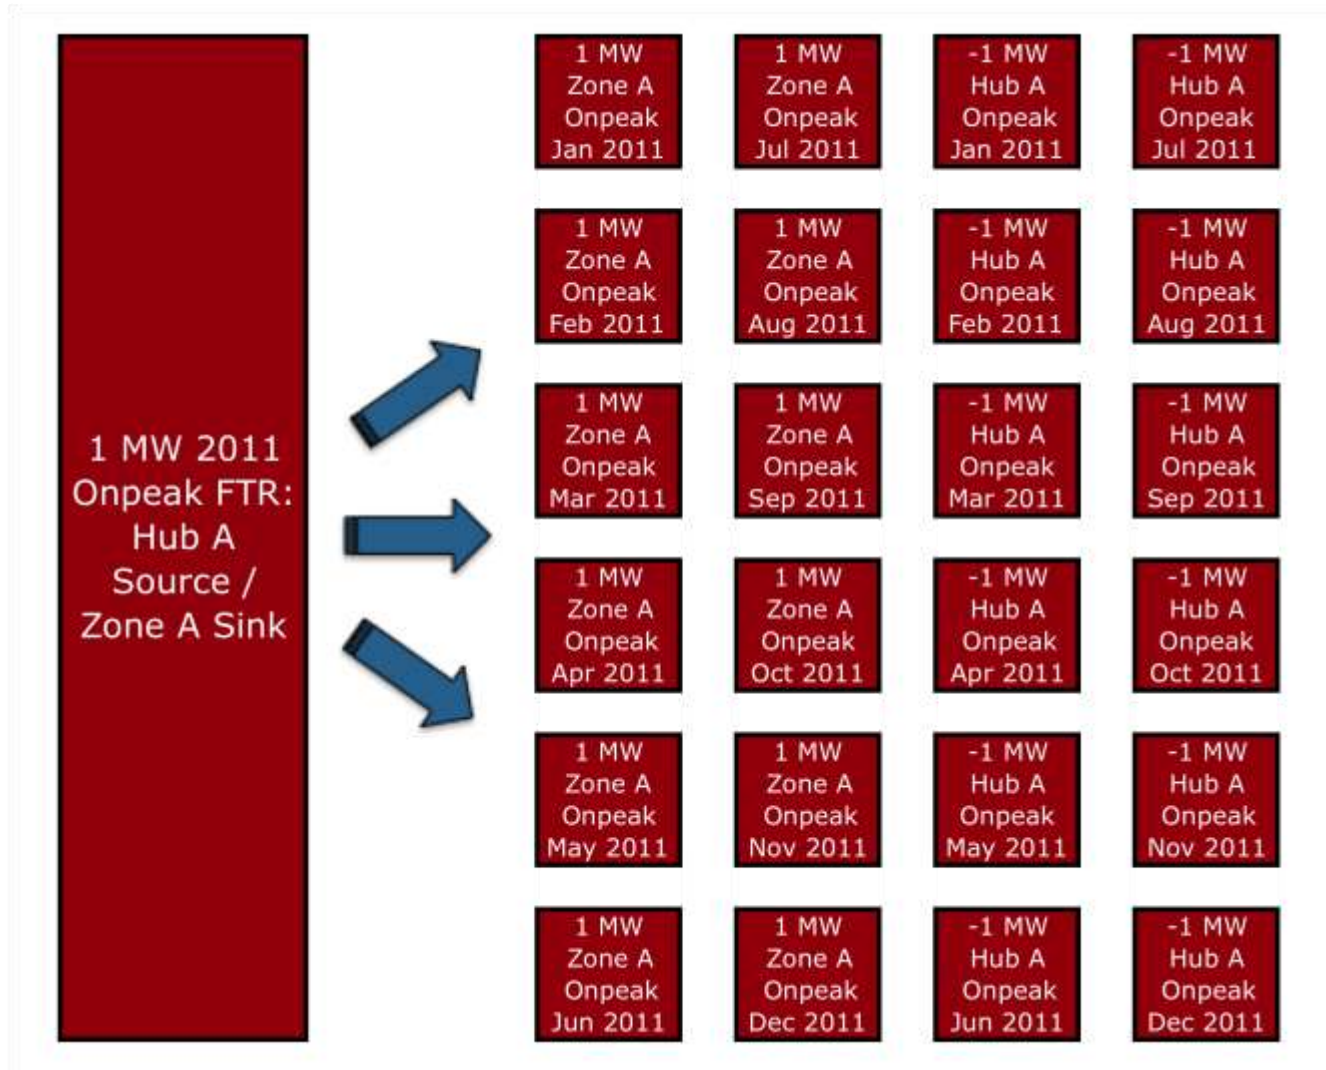 1 MW 2011
Onpeak FTR:
Hub A
Source /
Zone A Sink
1 MW
Zone A
Onpeak
Jan 2011
1 MW
Zone A
Onpeak
Jul 2011
-1 MW
Hub A
Onpeak
Jan 2011
-1 MW
Hub A
Onpeak
Jul 2011
1 MW
Zone A
Onpeak
Feb 2011
1 MW
Zone A
Onpeak
Aug 2011
-1 MW
Hub A
Onpeak
Feb 2011
-1 MW
Hub A
Onpeak
Aug 2011
1 MW
Zone A
Onpeak
Mar 2011
1 MW
Zone A
Onpeak
Sep 2011
-1 MW
Hub A
Onpeak
Mar 2011
-1 MW
Hub A
Onpeak
Sep 2011
1 MW
Zone A
Onpeak
Apr 2011
1 MW
Zone A
Onpeak
Oct 2011
-1 MW
Hub A
Onpeak
Apr 2011
-1 MW
Hub A
Onpeak
Oct 2011
1 MW
Zone A
Onpeak
May 2011
1 MW
Zone A
Onpeak
Nov 2011
-1 MW
Hub A
Onpeak
May 2011
-1 MW
Hub A
Onpeak
Nov 2011
1 MW
Zone A
Onpeak
Jun 2011
1 MW
Zone A
Onpeak
Dec 2011
-1 MW
Hub A
Onpeak
Jun 2011
-1 MW
Hub A
Onpeak
Dec 2011